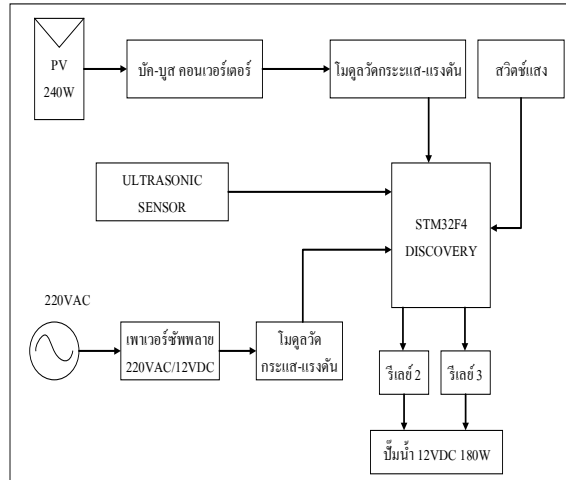 PV
240W
บัค-บูส คอนเวอร์เตอร์
โมดูลวัดกระะแส-แรงดัน
สวิตช์แสง
ULTRASONIC
SENSOR
STM32F4
DISCOVERY
220VAC
เพาเวอร์ซัพพลาย
220VAC/12VDC
โมดูลวัด
กระแส-แรงดัน
รีเลย์ 2
รีเลย์ 3
ปั๊มน้ำ 12VDC 180W